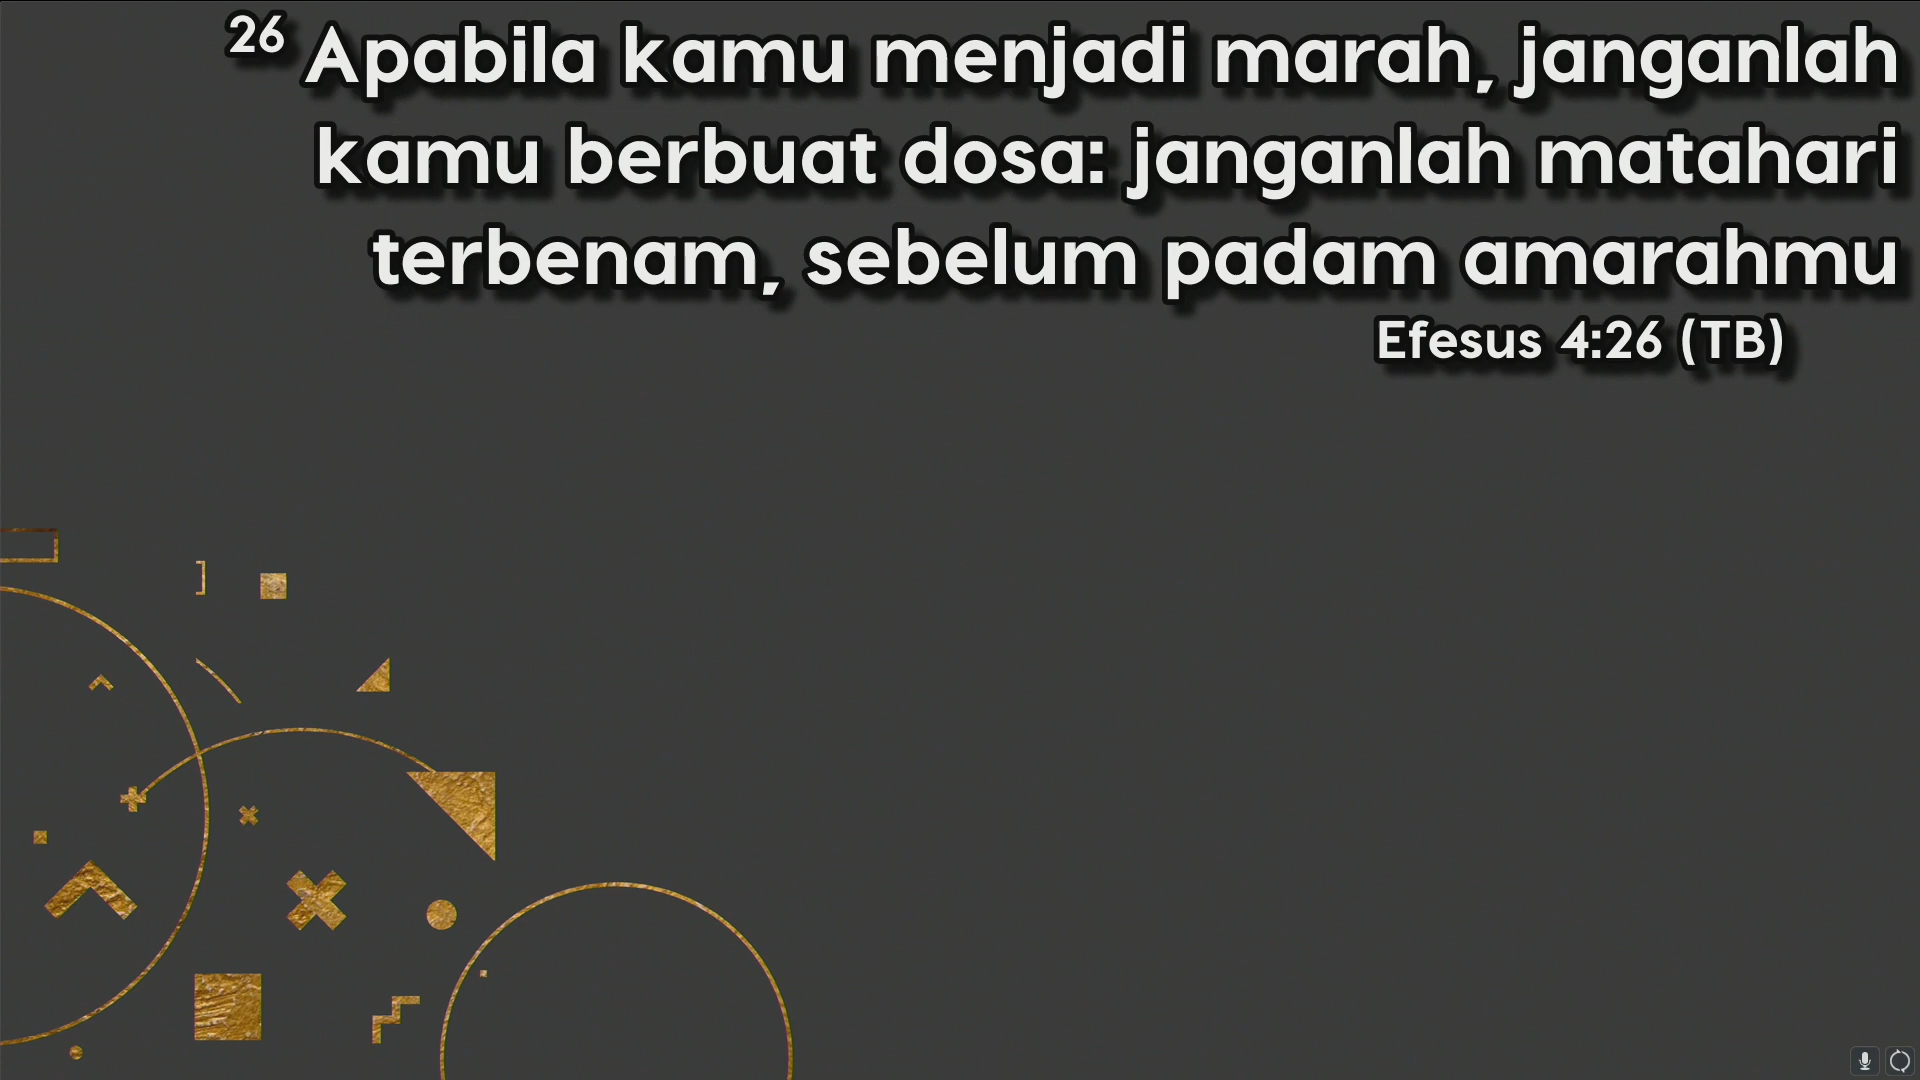 26 Apabila kamu menjadi marah, janganlah
kamu berbuat dosa: janganlah matahari
terbenam, sebelum padam amarahmu
Efesus 4:26 (TB)